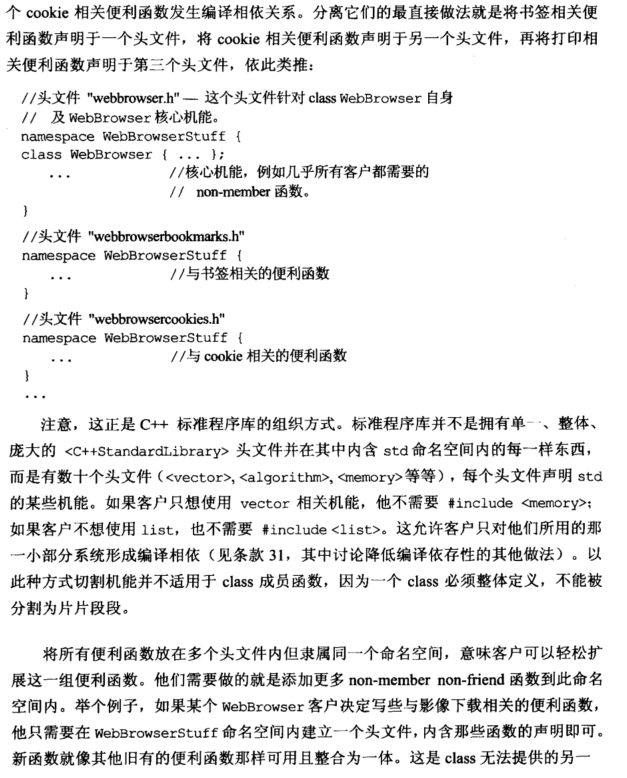 个 cookie 相关便利函数发生编译相依关系。分离它们的最直接做法就是将书签相关便
利函数声明于一个头文件，将 cookie 相关便利函数声明于另一个头文件，再将打印相
关便利函数声明于第三个头文件，依此类推：
//头文件 "webbrowser.h"— 这个头文件针对 class WebBrowser 自身
// 及 WebBrowser 核心机能。
namespace WebBrowserStuff {
class WebBrowser { ... };
... //核心机能，例如几乎所有客户都需要的
// non-member 函数。
}
//头文件 "webbrowserbookmarks.h"
namespace WebBrowserStuff {
... //与书签相关的便利函数
}
//头文件 "webbrowsercookies.h"
namespace WebBrowserStuff {
... //与 cookie 相关的便利函数
}
...
注意，这正是 C++ 标准程序库的组织方式。标准程序库并不是拥有单一、整体、
庞大的 <C++StandardLibrary> 头文件并在其中内含 std 命名空间内的每一样东西，
而是有数十个头文件（<vector>, <algorithm>, <memory>等等），每个头文件声明 std
的某些机能。如果客户只想使用 vector 相关机能，他不需要 #include <memory>；
如果客户不想使用 list，也不需要 #include <list>。这允许客户只对他们所用的那
一小部分系统形成编译相依（见条款 31，其中讨论降低编译依存性的其他做法）。以
此种方式切割机能并不适用于 class 成员函数，因为一个 class 必须整体定义，不能被
分割为片片段段。
将所有便利函数放在多个头文件内但隶属同一个命名空间，意味客户可以轻松扩
展这一组便利函数。他们需要做的就是添加更多 non-member non-friend 函数到此命名
空间内。举个例子，如果某个 WebBrowser 客户决定写些与影像下载相关的便利函数，
他只需要在 WebBrowserStuff 命名空间内建立一个头文件，内含那些函数的声明即可。
新函数就像其他旧有的便利函数那样可用且整合为一体。这是 class 无法提供的另一